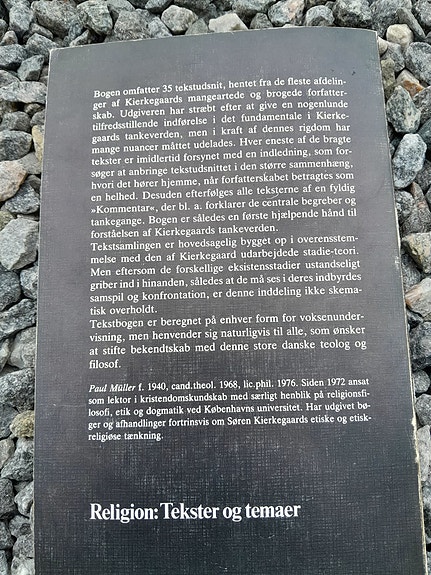 Bogen omfatter 35 tekstudsnit, hentet fra de fleste afdelin-
ger af Kierkegaards mangeartede og brogede forfatter-
skab. Udgiveren har stræbt efter at give en nogenlunde
tilfredsstillende indførelse i det fundamentale i Kierke-
gaards tankeverden, men i kraft af dennes rigdom har
mange nuancer måttet udelades. Hver eneste af de bragte
tekster er imidlertid forsynet med en indledning, som for-
søger at anbringe tekstudsnittet i den større sammenhæng,
hvori det hører hjemme, når forfatterskabet betragtes som
en helhed. Desuden efterfølges alle teksterne af en fyldig
»Kommentar«, der bl. a. forklarer de centrale begreber og
tankegange. Bogen er således en første hjælpende hånd til
forståelsen af Kierkegaards tankeverden.
Tekstsamlingen er hovedsagelig bygget op i overensstem-
melse med den af Kierkegaard udarbejdede stadie-teori.
Men eftersom de forskellige eksistensstadier ustandseligt
griber ind i hinanden, således at de må ses i deres indbyrdes
samspil og konfrontation, er denne inddeling ikke skema-
tisk overholdt.
Tekstbogen er beregnet på enhver form for voksenunder-
visning, men henvender sig naturligvis til alle, som ønsker
at stifte bekendtskab med denne store danske teolog og
filosof.
Paul Müller f. 1940, cand.theol. 1968, lic.phil. 1976. Siden 1972 ansat
som lektor i kristendomskundskab med særligt henblik på religionsfi-
losofi, etik og dogmatik ved Københavns universitet. Har udgivet bø-
ger og afhandlinger fortrinsvis om Søren Kierkegaards etiske og etisk-
religiøse tænkning.
Religion: Tekster og temaer